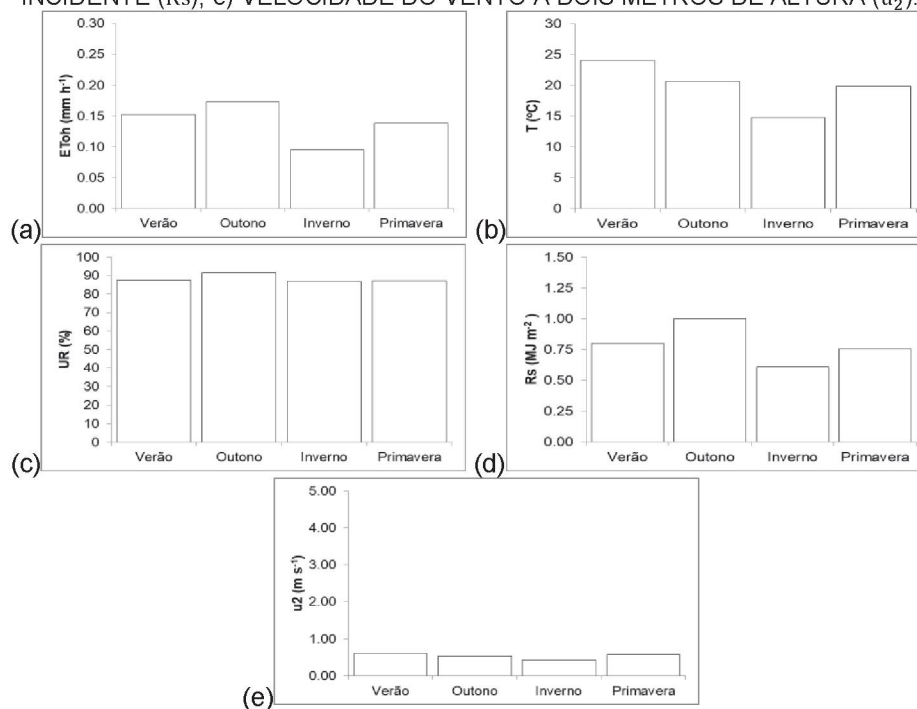 INCIDENTE (Rs); e) VELOCIDADE DO VENTO A DOIS METROS DE ALTURA (u2).
0.30
0.25
0.20
0.15
0.10
0.05
0.00
EToh (mm h-1)
Verão Outono Inverno Primavera
(a)
30
25
20
15
10
5
0
T (ºC)
Verão Outono Inverno Primavera
(b)
100
90
80
70
60
50
40
30
20
10
0
UR (%)
Verão Outono Inverno Primavera
(c)
1.50
1.25
1.00
0.75
0.50
0.25
0.00
Rs (MJ m-2 )
Verão Outono Inverno Primavera
(d)
5.00
4.00
3.00
2.00
1.00
0.00
u2 (m s-1)
Verão Outono Inverno Primavera
(e)